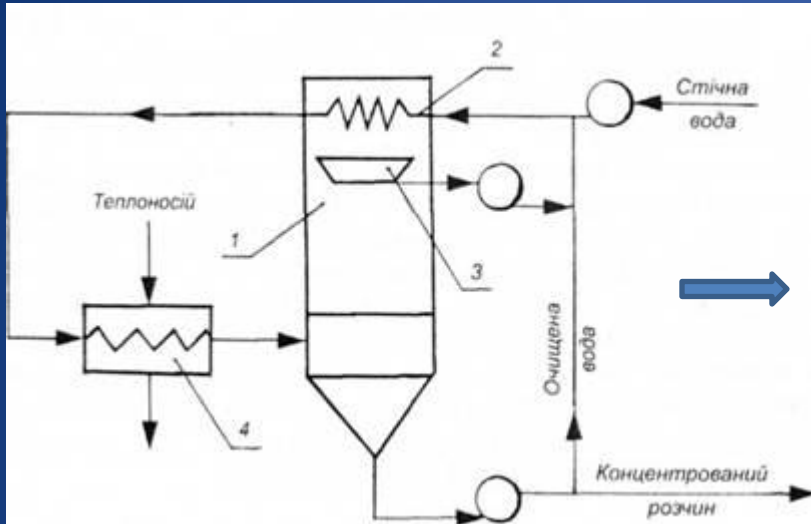 2
Стічна
вода
Теплоносій
1
3
Очищена
вода
4
Концентрований
розчин